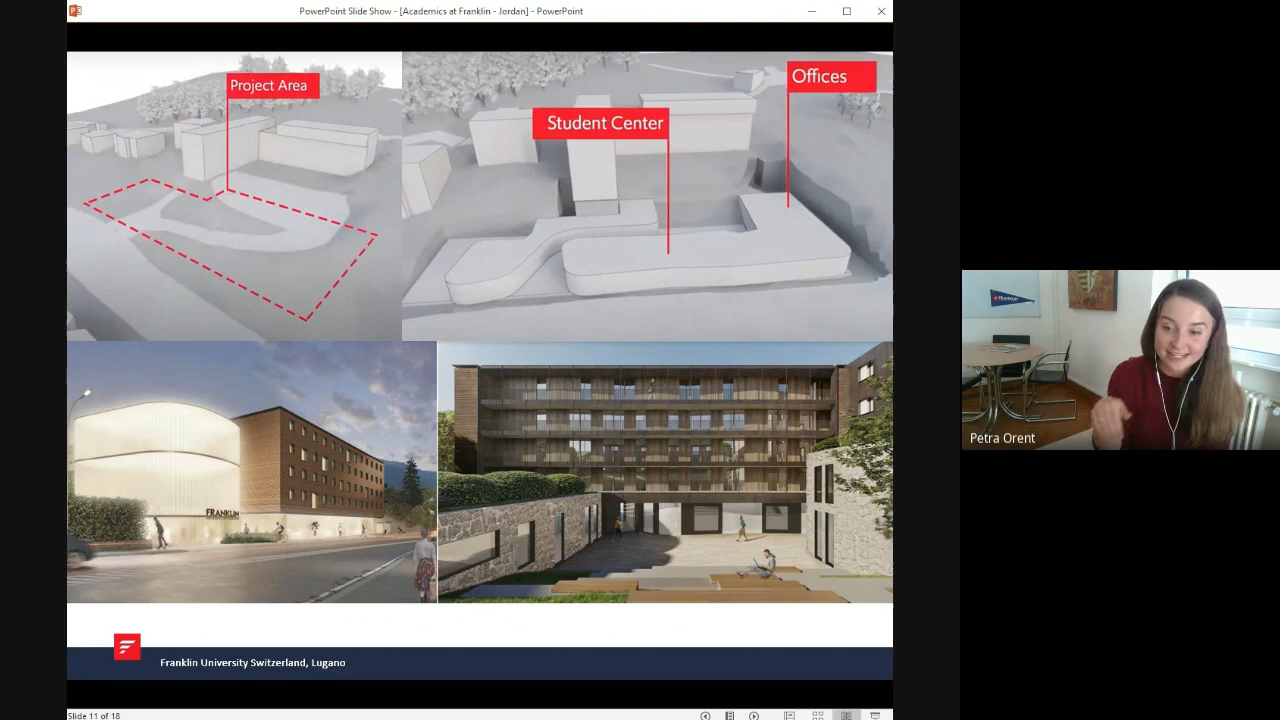 PowerPoint Slide Show - [Academics at Franklin - Jordan] - PowerPoint
Project Area
Offices
Student Center
FRANKLIN
FRANKLIN
Petra Orent
Franklin University Switzerland, Lugano
Slide 11 of 18